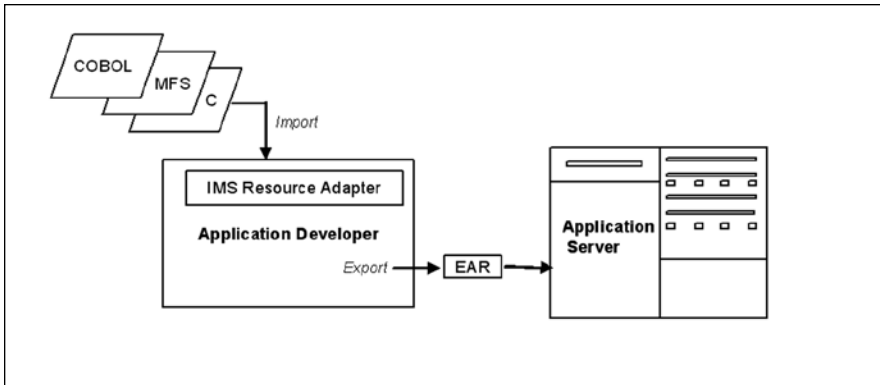 COBOL
MFS
C
Import
IMS Resource Adapter
Application Developer
Export
EAR
Application
Server